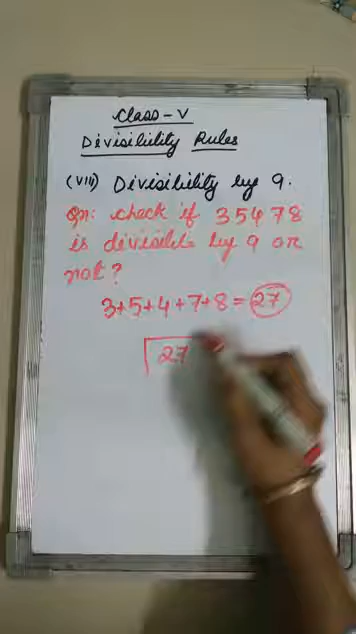 Class-V
Divisibility Rules
(VIII) Divisibility by 9.
Qn: check if 35478
is divisible by 9 or
not?
3+5+4+7+8 = 27
27